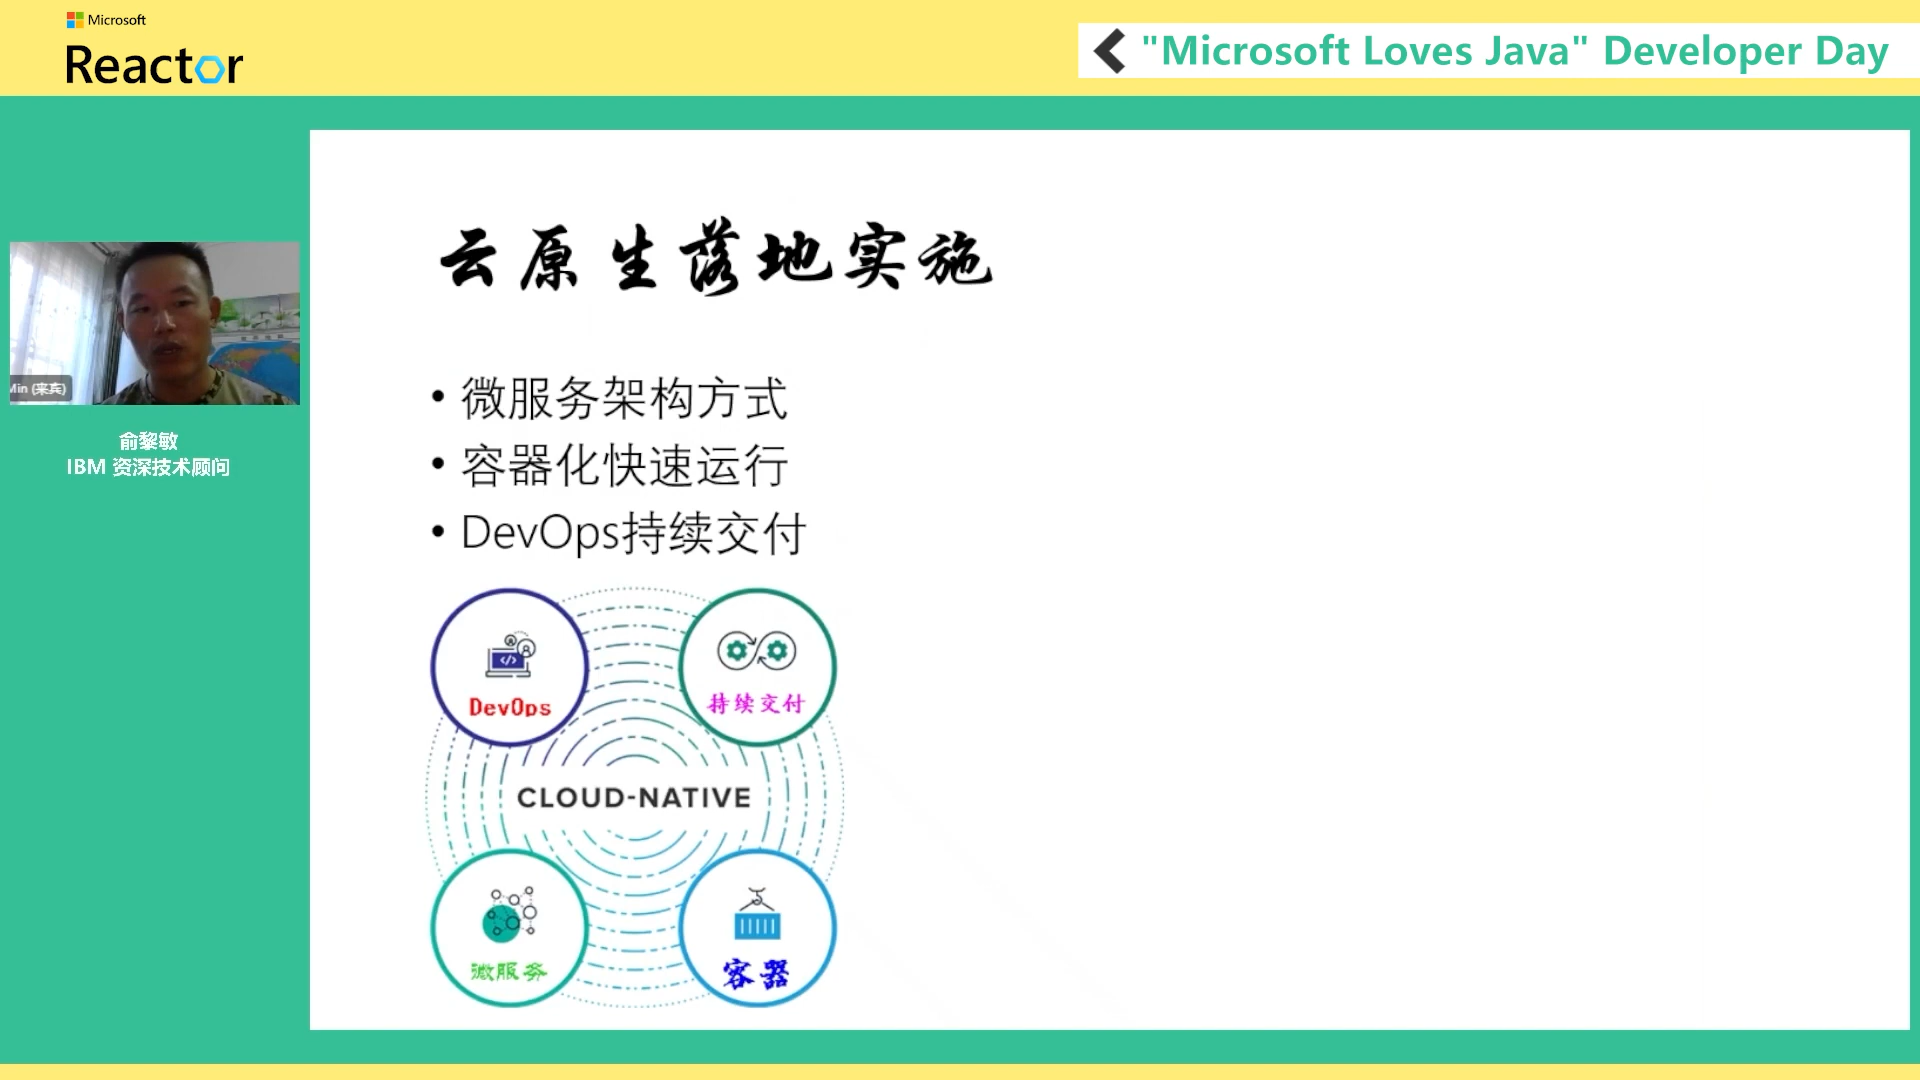 Microsoft
Reactor
"Microsoft Loves Java" Developer Day
Min (来宾)
俞黎敏
IBM 资深技术顾问
云原生落地实施
• 微服务架构方式
• 容器化快速运行
• DevOps持续交付
DevOps
持续交付
CLOUD-NATIVE
微服务
容器